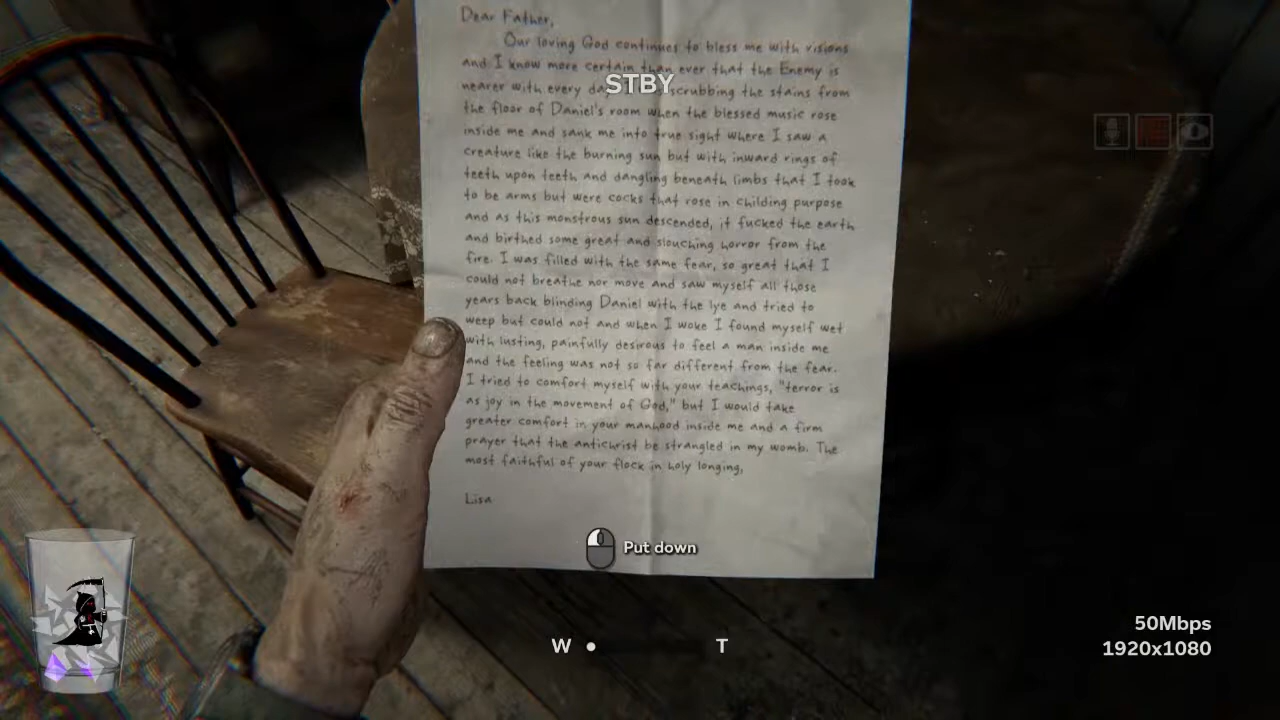 Dear Father,
Our loving God continues to bless me with visions
and I know more certain than ever that the Enemy is
nearer with every day scrubbing the stains from
the floor of Daniel's room when the blessed music rose
inside me and sank me into true sight where I saw a
creature like the burning sun but with inward rings of
teeth upon teeth and dangling beneath limbs that I took
to be arms but were cocks that rose in childing purpose
and as this monstrous sun descended, it fucked the earth
and birthed some great and slouching horror from the
fire. I was filled with the same fear, so great that I
could not breathe nor move and saw myself all those
years back blinding Daniel with the lye and tried to
weep but could not and when I woke I found myself wet
with lusting, painfully desirous to feel a man inside me
and the feeling was not so far different from the fear.
I tried to comfort myself with your teachings, "terror is
as joy in the movement of God," but I would take
greater comfort in your manhood inside me and a firm
prayer that the antichrist be strangled in my womb. The
most faithful of your flock in holy longing,
Lisa
STBY
Put down
W T
50Mbps
1920x1080